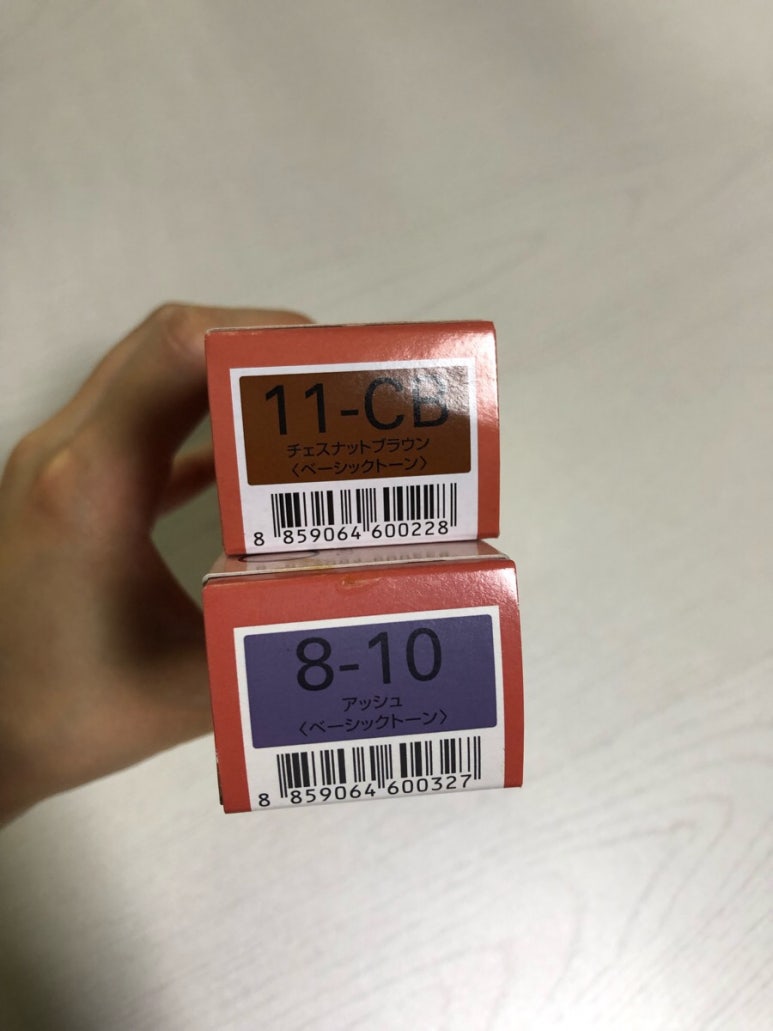 11-CB
チェスナットブラウン
〈ベーシックトーン〉
8 859064 600228
8-10
アッシュ
〈ベーシックトーン〉
8 859064 600327